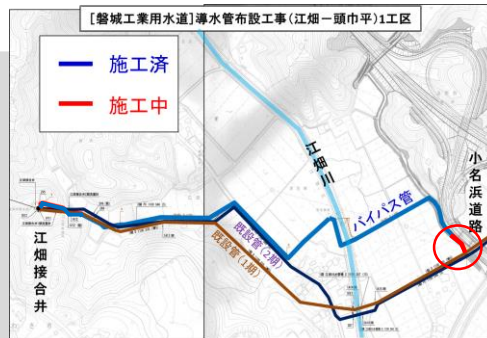 [磐城工業用水道]導水管布設工事(江畑－頭巾平)1工区
施工済
施工中
江畑川
小名浜道路
バイパス管
既設管(2期)
既設管(1期)
江畑接合井